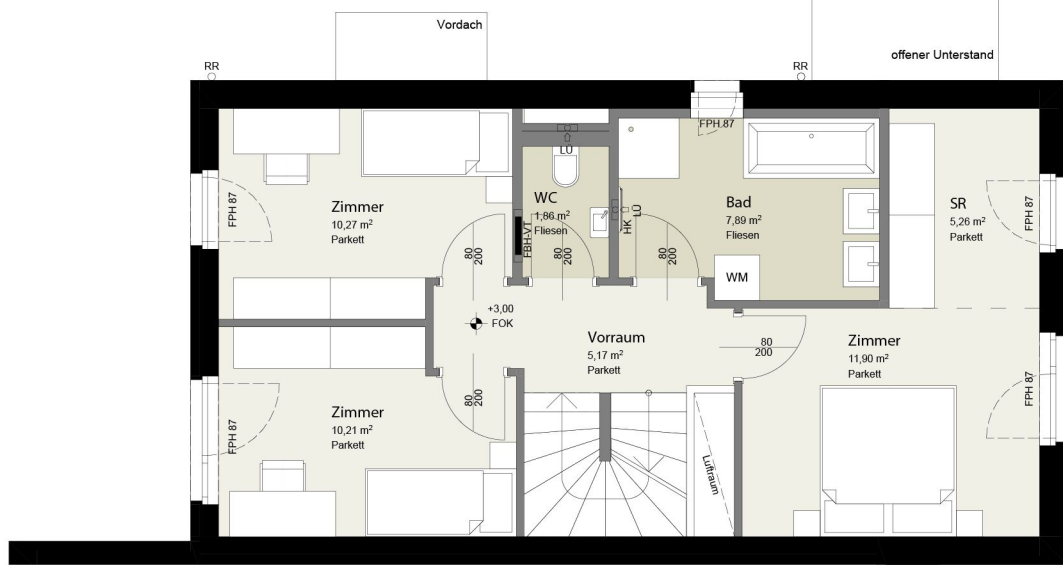 Vordach
offener Unterstand
RR
RR
FPH 87
LÜ
Zimmer
10,27 m²
Parkett
FPH 87
WC
1,86 m²
Fliesen
FBH-VT
HK
LÜ
Bad
7,89 m²
Fliesen
WM
SR
5,26 m²
Parkett
FPH 87
80
200
80
200
80
200
+3,00
FOK
Vorraum
5,17 m²
Parkett
80
200
Zimmer
11,90 m²
Parkett
FPH 87
Zimmer
10,21 m²
Parkett
FPH 87
80
200
Luftraum